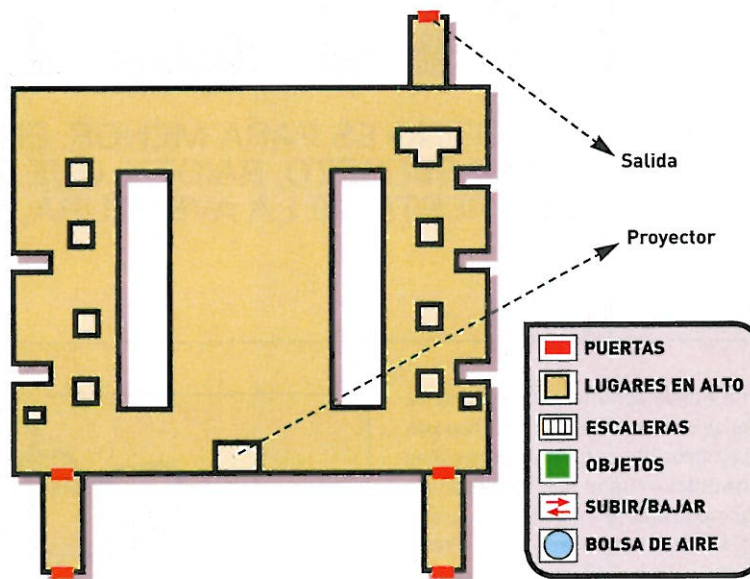 Salida
Proyector
PUERTAS
LUGARES EN ALTO
ESCALERAS
OBJETOS
SUBIR/BAJAR
BOLSA DE AIRE